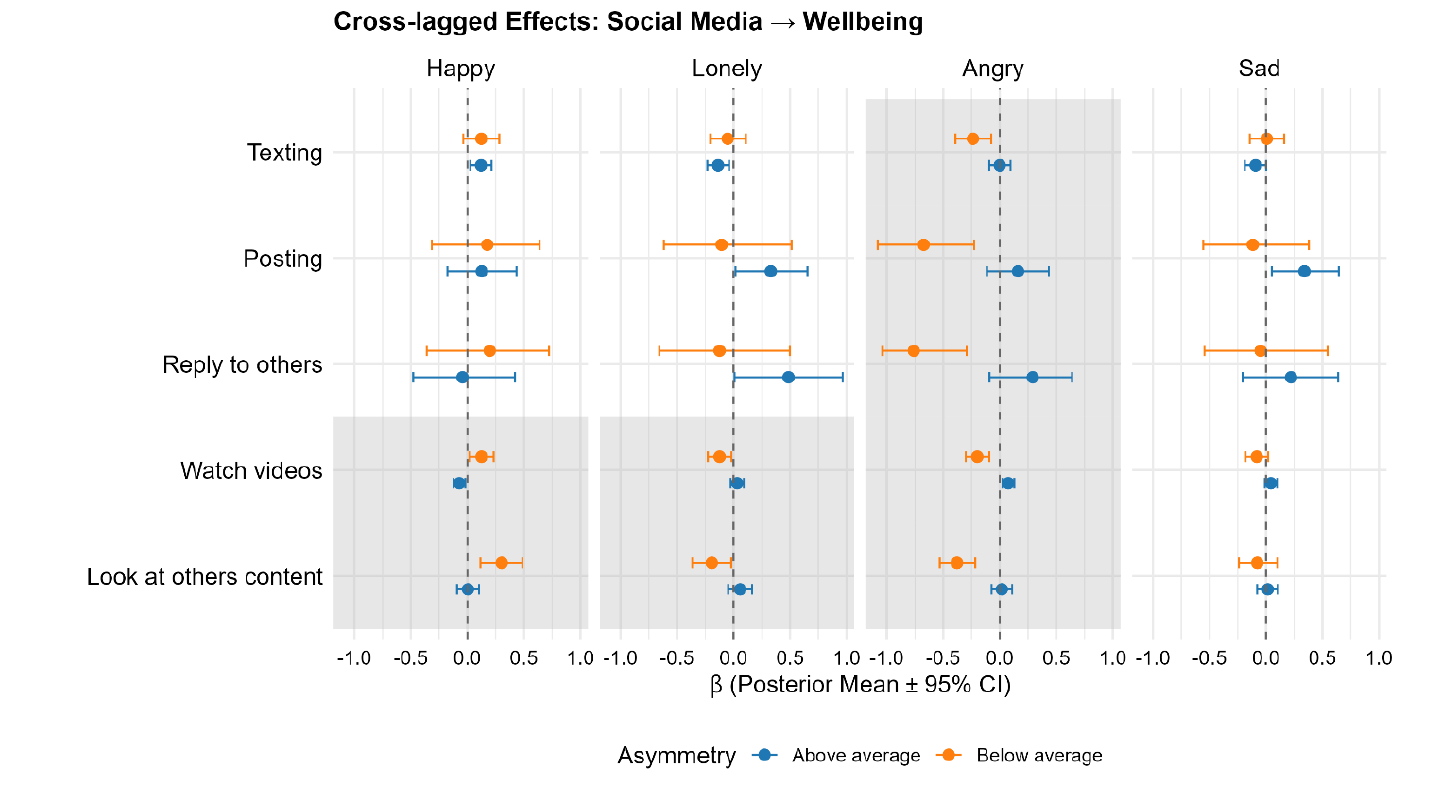 Cross-lagged Effects: Social Media → Wellbeing
Happy Lonely Angry Sad
Texting
Posting
Reply to others
Watch videos
Look at others content
-1.0 -0.5 0.0 0.5 1.0 -1.0 -0.5 0.0 0.5 1.0 -1.0 -0.5 0.0 0.5 1.0 -1.0 -0.5 0.0 0.5 1.0
β (Posterior Mean ± 95% CI)
Asymmetry Above average Below average